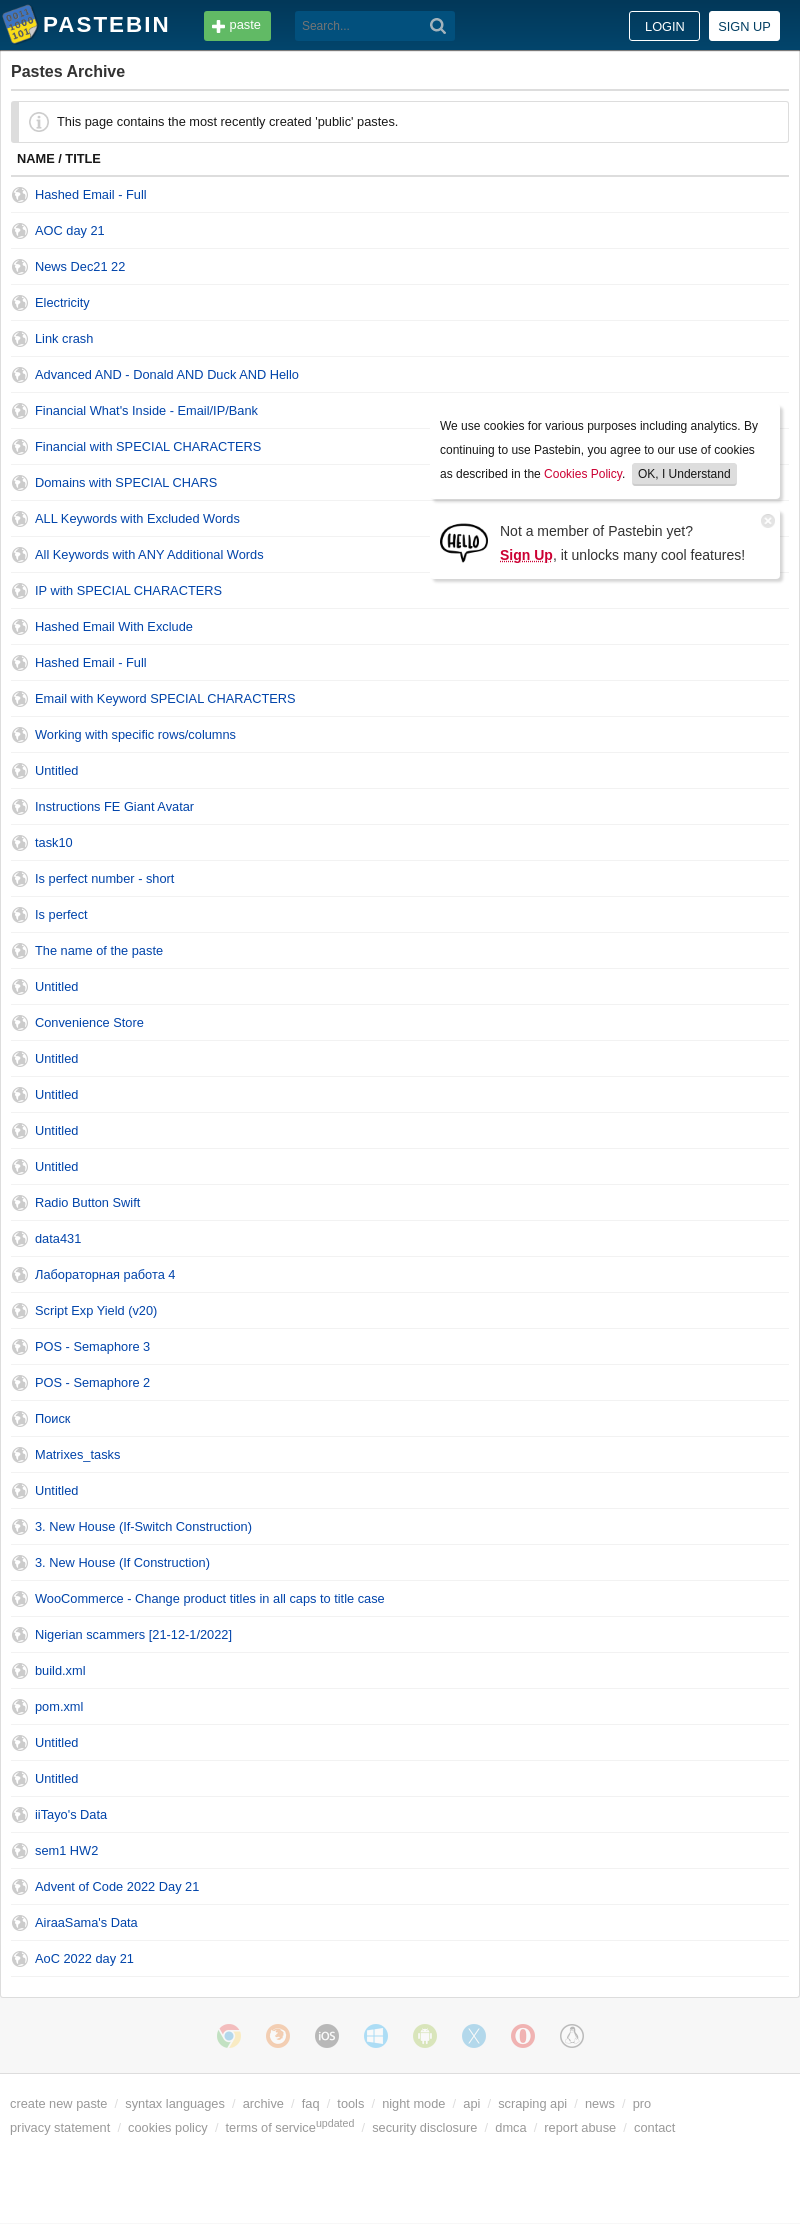 PASTEBIN
paste
Search...
LOGIN
SIGN UP
Pastes Archive
This page contains the most recently created 'public' pastes.
NAME / TITLE
Hashed Email - Full
AOC day 21
News Dec21 22
Electricity
Link crash
Advanced AND - Donald AND Duck AND Hello
Financial What's Inside - Email/IP/Bank
Financial with SPECIAL CHARACTERS
Domains with SPECIAL CHARS
ALL Keywords with Excluded Words
All Keywords with ANY Additional Words
IP with SPECIAL CHARACTERS
We use cookies for various purposes including analytics. By
continuing to use Pastebin, you agree to our use of cookies
as described in the Cookies Policy. OK, I Understand
HELLO
Not a member of Pastebin yet?
Sign Up, it unlocks many cool features!
Hashed Email With Exclude
Hashed Email - Full
Email with Keyword SPECIAL CHARACTERS
Working with specific rows/columns
Untitled
Instructions FE Giant Avatar
task10
Is perfect number - short
Is perfect
The name of the paste
Untitled
Convenience Store
Untitled
Untitled
Untitled
Untitled
Radio Button Swift
data431
Лабораторная работа 4
Script Exp Yield (v20)
POS - Semaphore 3
POS - Semaphore 2
Поиск
Matrixes_tasks
Untitled
3. New House (If-Switch Construction)
3. New House (If Construction)
WooCommerce - Change product titles in all caps to title case
Nigerian scammers [21-12-1/2022]
build.xml
pom.xml
Untitled
Untitled
iiTayo's Data
sem1 HW2
Advent of Code 2022 Day 21
AiraaSama's Data
AoC 2022 day 21
iOS
create new paste / syntax languages / archive / faq / tools / night mode / api / scraping api / news / pro
privacy statement / cookies policy / terms of service updated / security disclosure / dmca / report abuse / contact